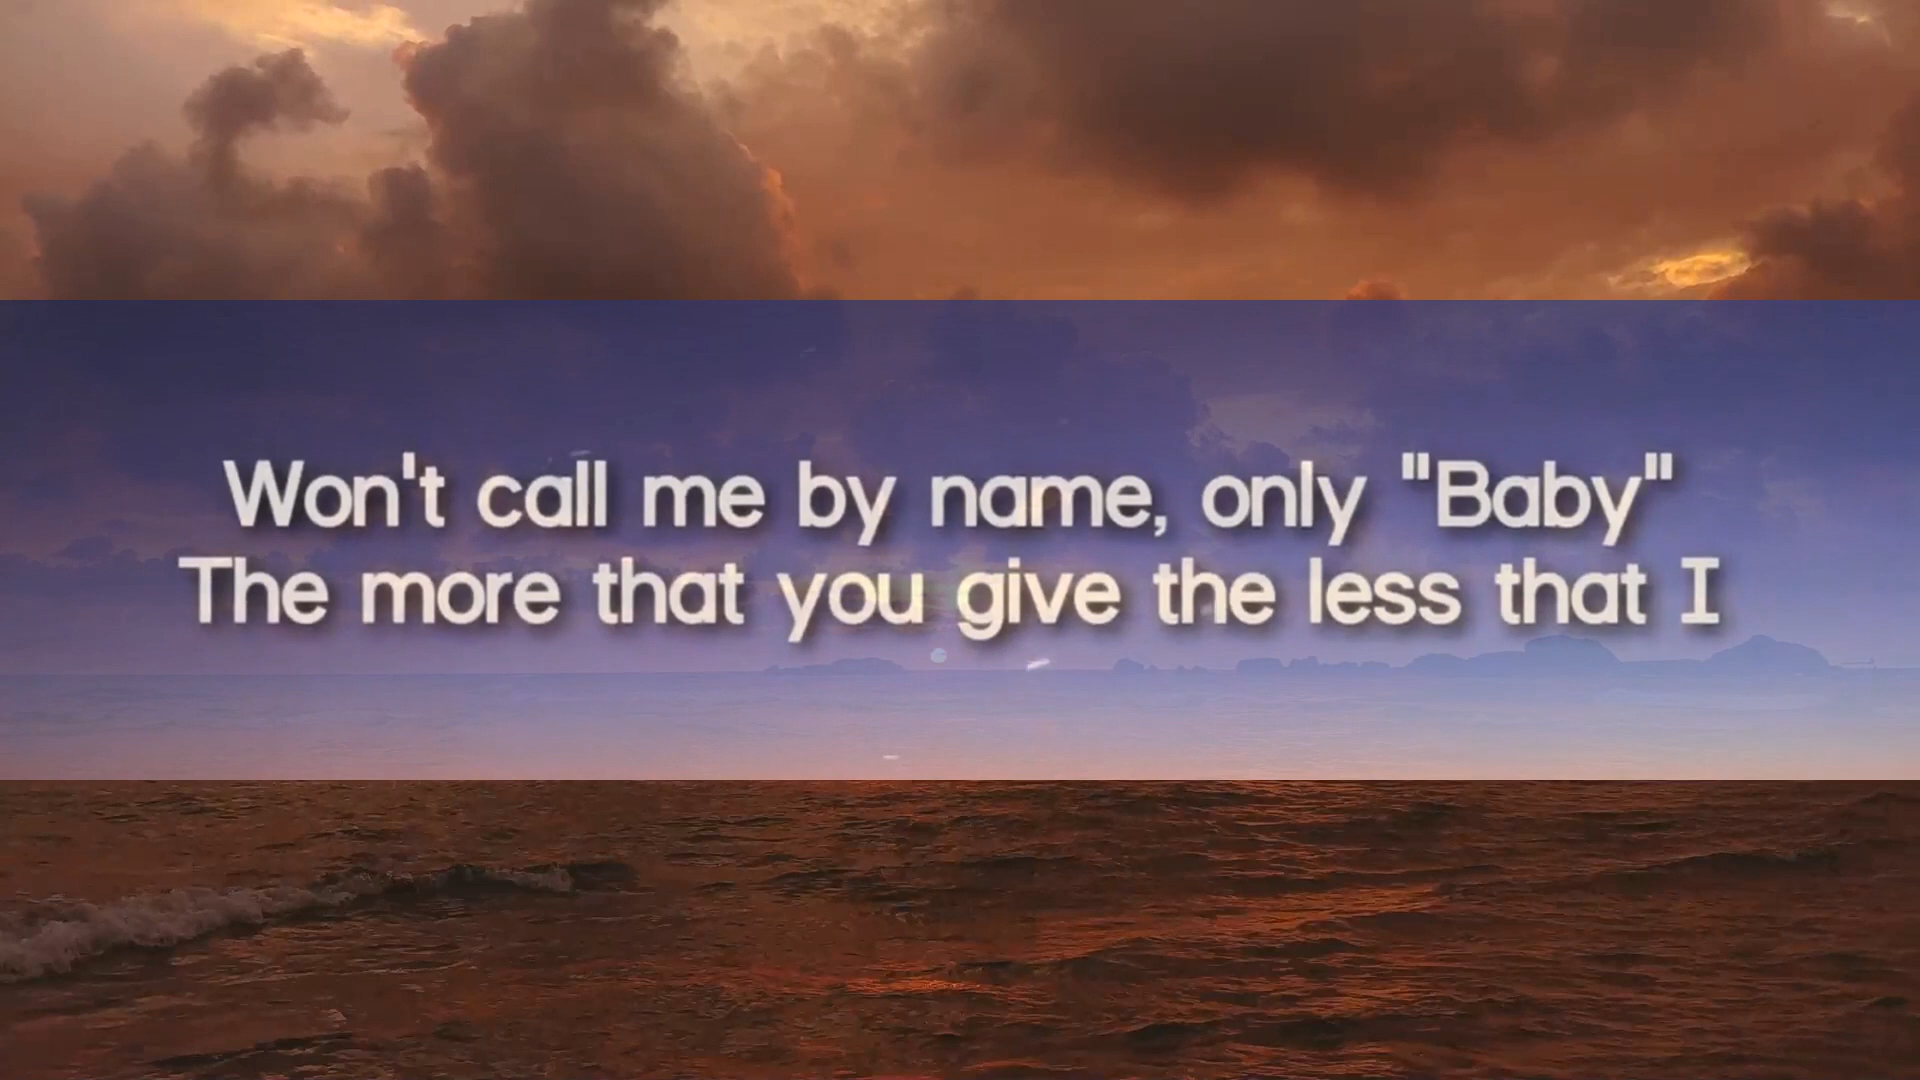 Won't call me by name, only "Baby"
The more that you give the less that I